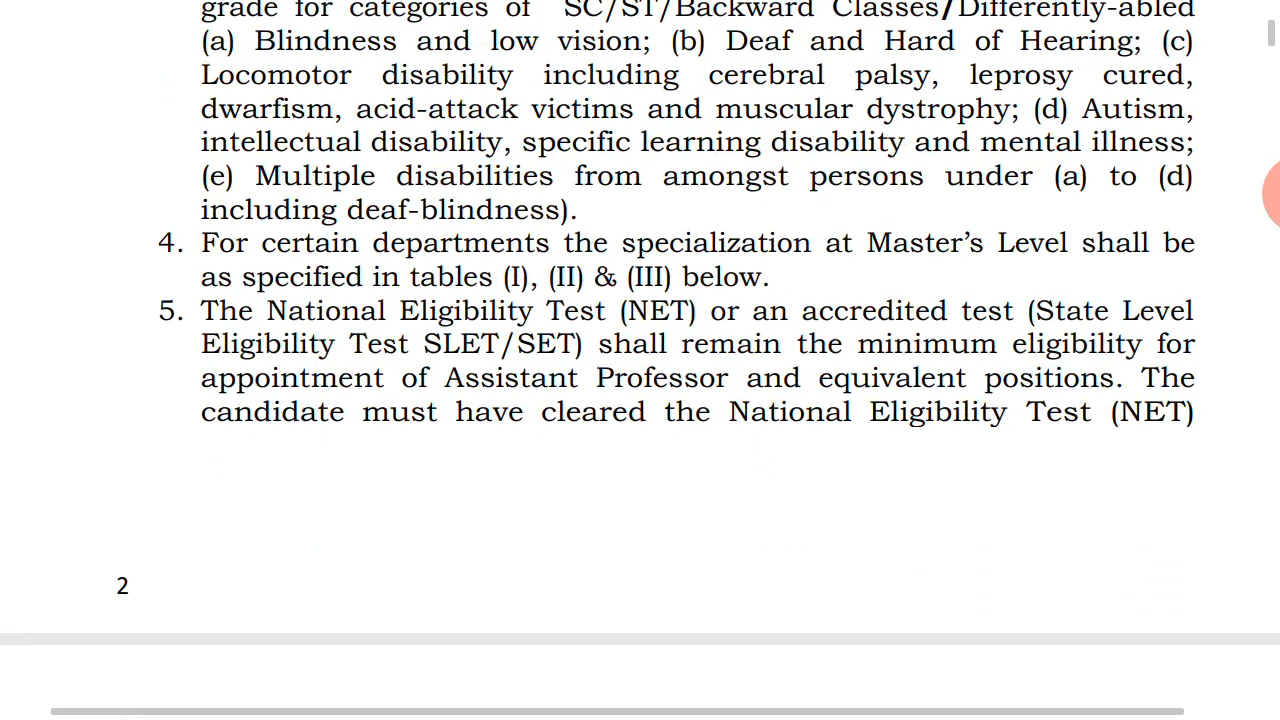 grade for categories of SC/ST/Backward Classes/Differently-abled
(a) Blindness and low vision; (b) Deaf and Hard of Hearing; (c)
Locomotor disability including cerebral palsy, leprosy cured,
dwarfism, acid-attack victims and muscular dystrophy; (d) Autism,
intellectual disability, specific learning disability and mental illness;
(e) Multiple disabilities from amongst persons under (a) to (d)
including deaf-blindness).
4. For certain departments the specialization at Master’s Level shall be
as specified in tables (I), (II) & (III) below.
5. The National Eligibility Test (NET) or an accredited test (State Level
Eligibility Test SLET/SET) shall remain the minimum eligibility for
appointment of Assistant Professor and equivalent positions. The
candidate must have cleared the National Eligibility Test (NET)
2